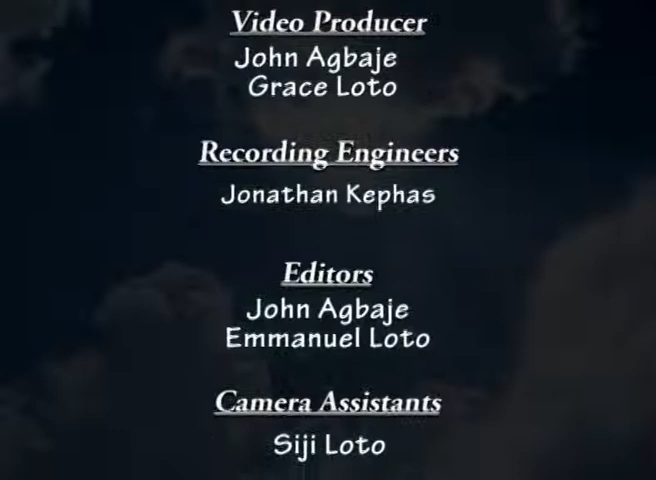 Video Producer
John Agbaje
Grace Loto
Recording Engineers
Jonathan Kephas
Editors
John Agbaje
Emmanuel Loto
Camera Assistants
Siji Loto